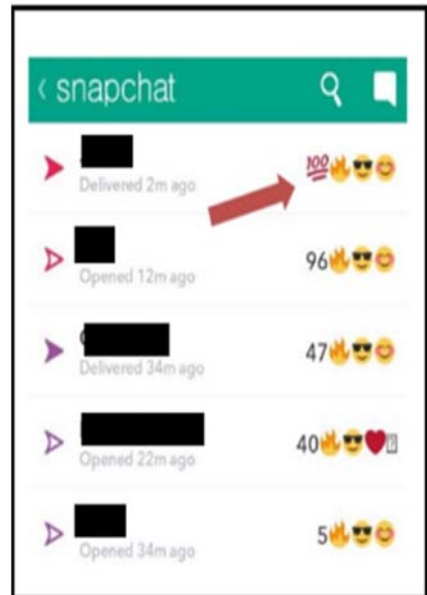 snapchat
💯🔥😎😊
Delivered 2m ago
96🔥😎😊
Opened 12m ago
47🔥😎😊
Delivered 34m ago
40🔥😎❤
Opened 22m ago
5🔥😎😊
Opened 34m ago